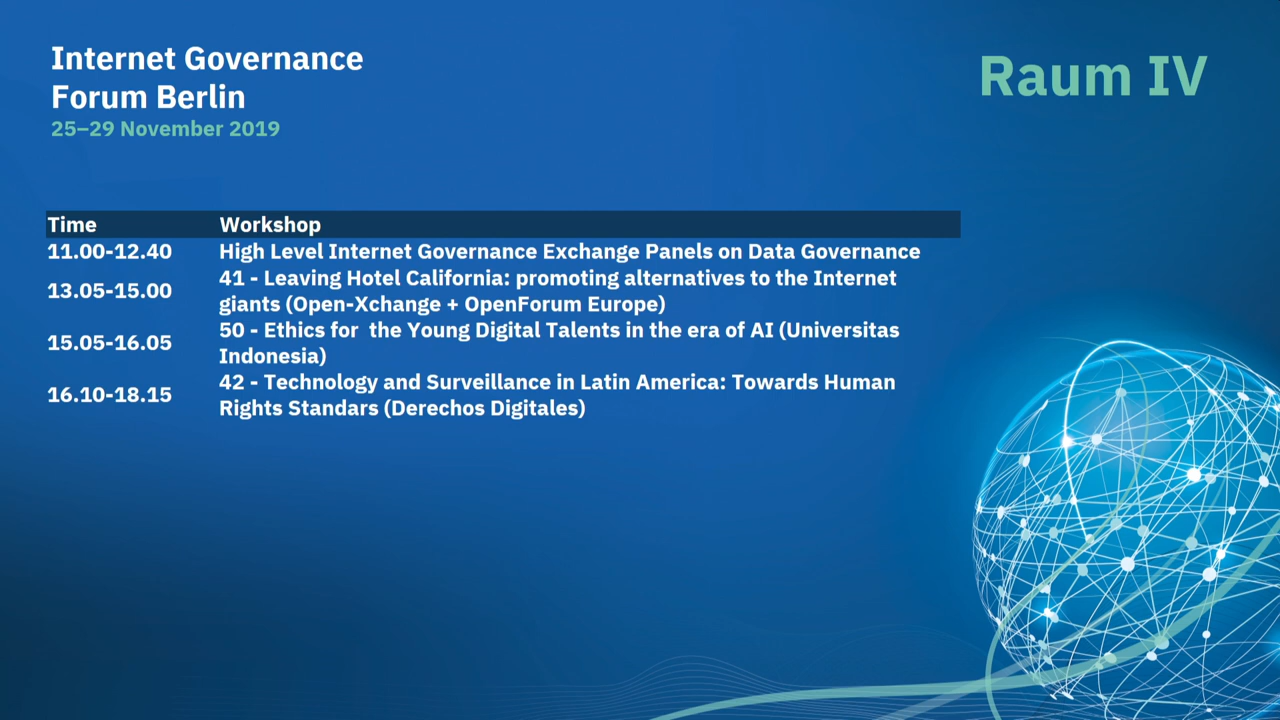 Internet Governance
Forum Berlin
25–29 November 2019
Raum IV
Time Workshop
11.00-12.40 High Level Internet Governance Exchange Panels on Data Governance
13.05-15.00 41 - Leaving Hotel California: promoting alternatives to the Internet
giants (Open-Xchange + OpenForum Europe)
15.05-16.05 50 - Ethics for  the Young Digital Talents in the era of AI (Universitas
Indonesia)
16.10-18.15 42 - Technology and Surveillance in Latin America: Towards Human
Rights Standars (Derechos Digitales)